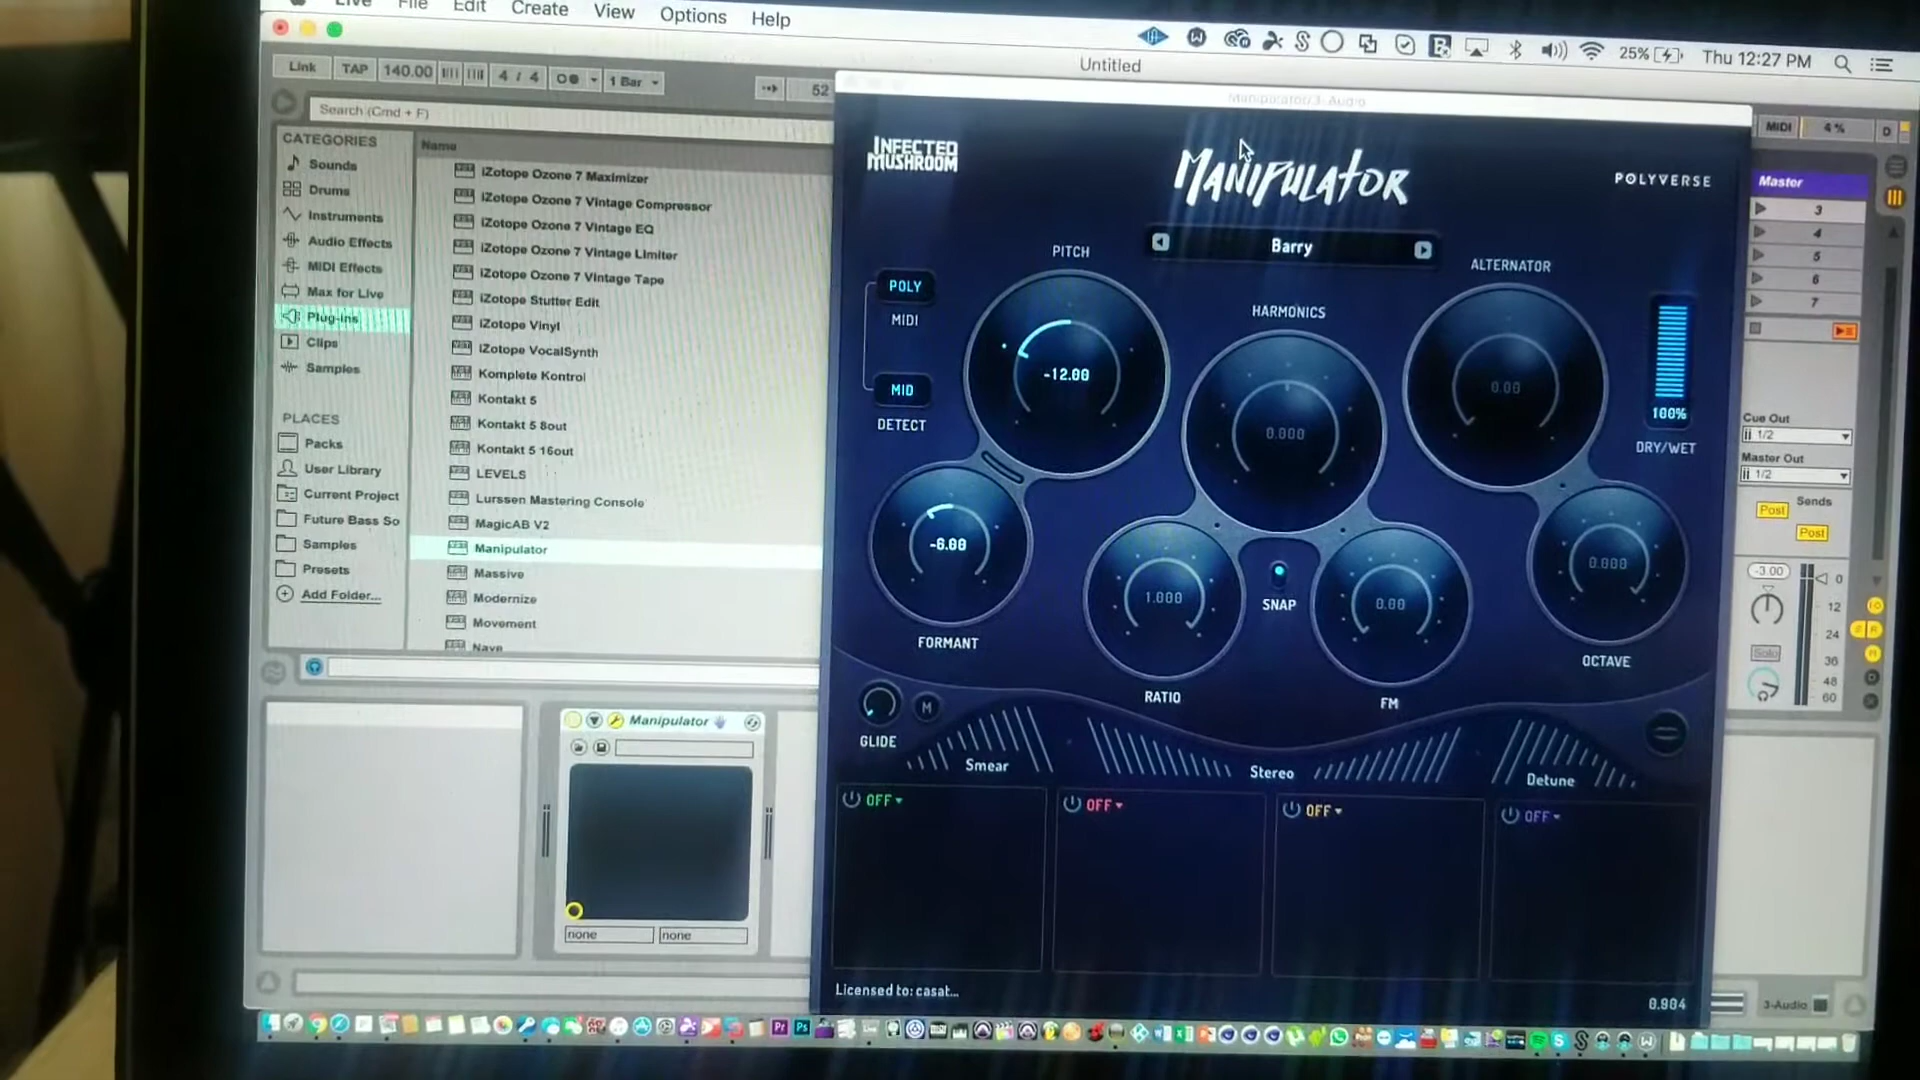 Live File Edit Create View Options Help
25% Thu 12:27 PM
Untitled
Link TAP 140.00 4 / 4 1 Bar 52
Search (Cmd + F)
Manipulator/3-Audio
MIDI 4% D
CATEGORIES
Sounds
Drums
Instruments
Audio Effects
MIDI Effects
Max for Live
Plug-ins
Clips
Samples
PLACES
Packs
User Library
Current Project
Future Bass So
Samples
Presets
Add Folder...
Name
iZotope Ozone 7 Maximizer
iZotope Ozone 7 Vintage Compressor
iZotope Ozone 7 Vintage EQ
iZotope Ozone 7 Vintage Limiter
iZotope Ozone 7 Vintage Tape
iZotope Stutter Edit
iZotope Vinyl
iZotope VocalSynth
Komplete Kontrol
Kontakt 5
Kontakt 5 8out
Kontakt 5 16out
LEVELS
Lurssen Mastering Console
MagicAB V2
Manipulator
Massive
Modernize
Movement
Nave
INFECTED
MUSHROOM
MANIPULATOR
POLYVERSE
Barry
PITCH
-12.00
POLY
MIDI
MID
DETECT
HARMONICS
0.000
ALTERNATOR
0.00
100%
DRY/WET
-6.00
FORMANT
1.000
RATIO
SNAP
0.00
FM
0.000
OCTAVE
GLIDE
M
Smear
Stereo
Detune
OFF
OFF
OFF
OFF
Licensed to: casat...
0.904
Master
3
4
5
6
7
Cue Out
1/2
Master Out
1/2
Sends
Post
Post
-3.00
0
12
24
36
48
60
Solo
Manipulator
none none
3-Audio